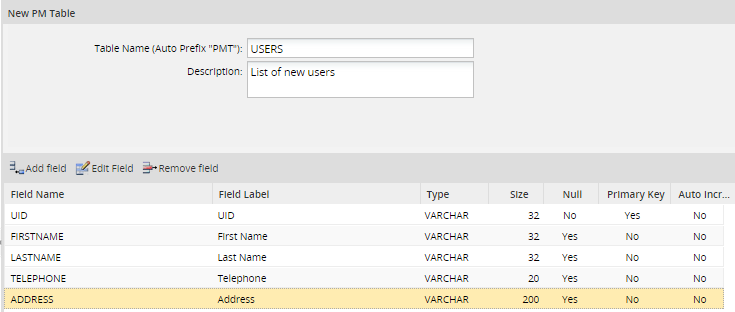 New PM Table
Table Name (Auto Prefix "PMT"): USERS
Description: List of new users
Add field Edit Field Remove field
Field Name Field Label Type Size Null Primary Key Auto Incr...
UID UID VARCHAR 32 No Yes No
FIRSTNAME First Name VARCHAR 32 Yes No No
LASTNAME Last Name VARCHAR 32 Yes No No
TELEPHONE Telephone VARCHAR 20 Yes No No
ADDRESS Address VARCHAR 200 Yes No No